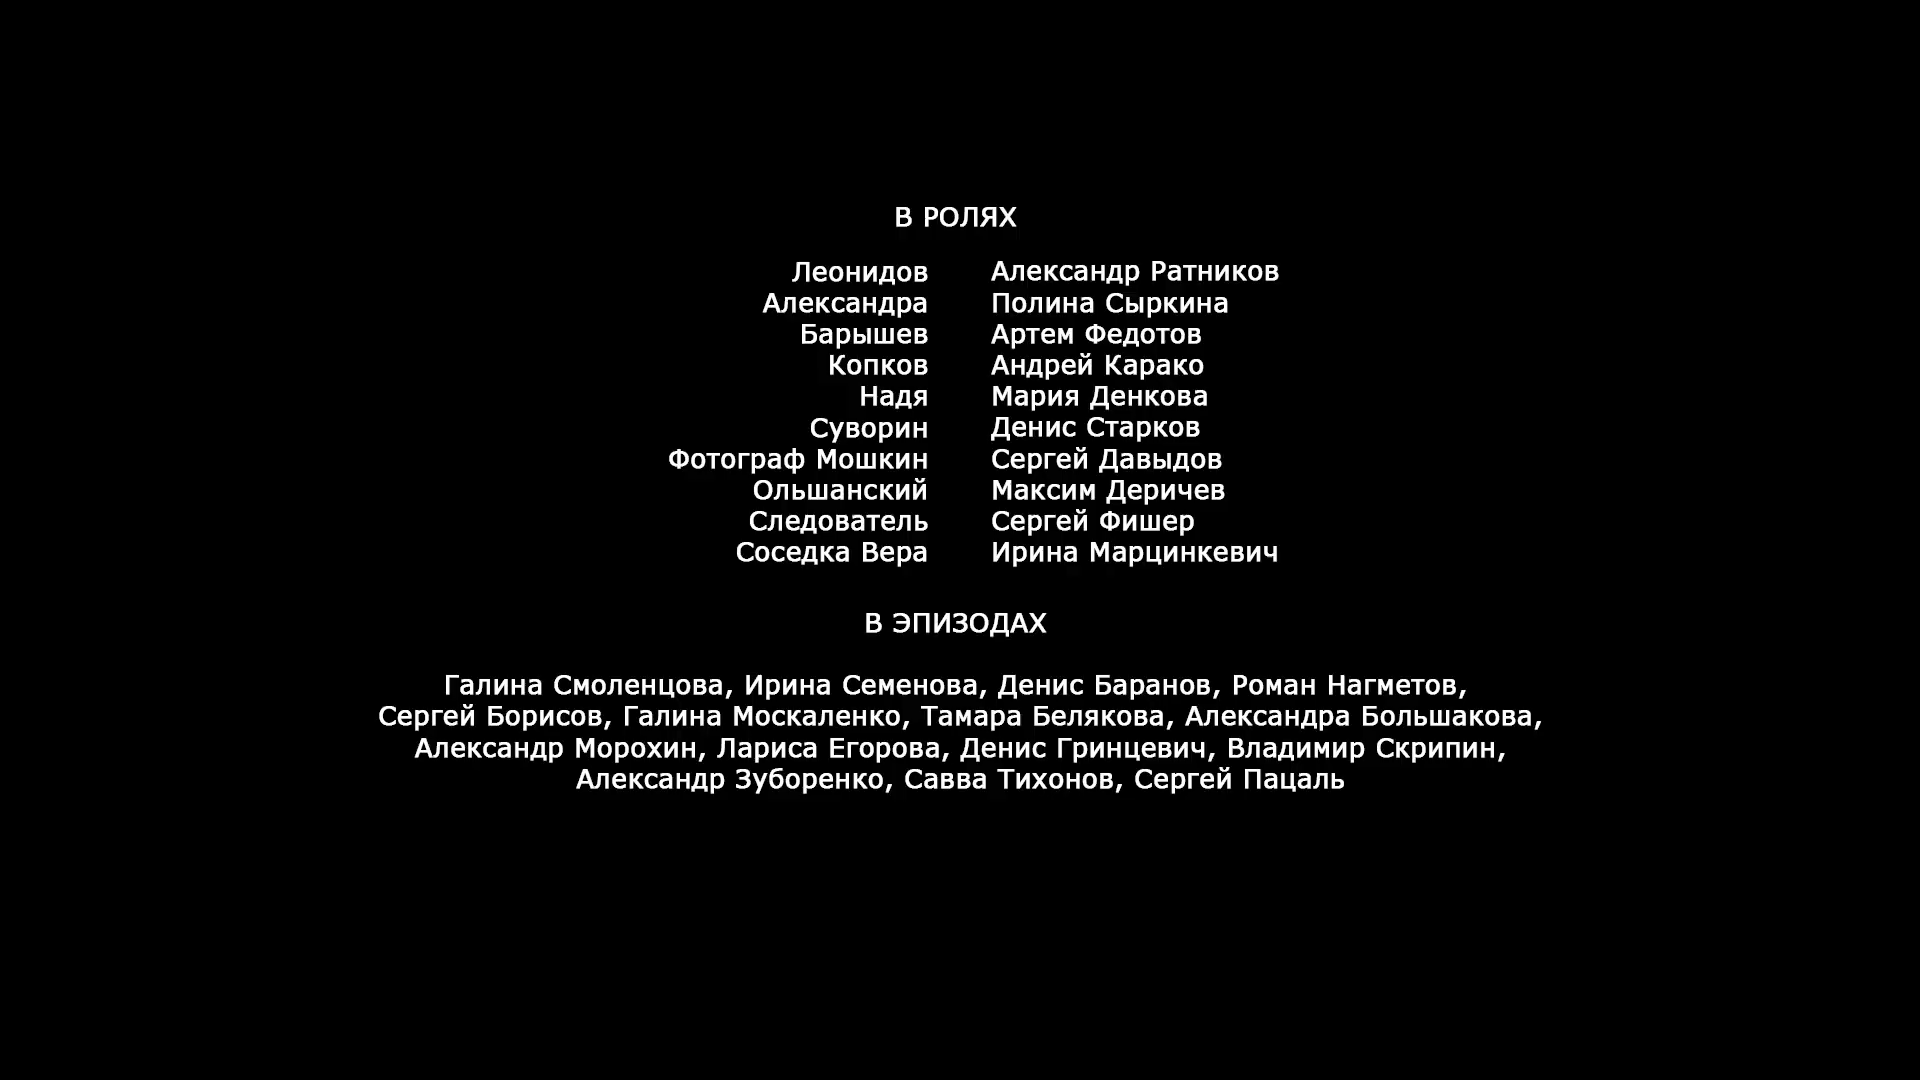 В РОЛЯХ
Леонидов Александр Ратников
Александра Полина Сыркина
Барышев Артем Федотов
Копков Андрей Карако
Надя Мария Денкова
Суворин Денис Старков
Фотограф Мошкин Сергей Давыдов
Ольшанский Максим Деричев
Следователь Сергей Фишер
Соседка Вера Ирина Марцинкевич
В ЭПИЗОДАХ
Галина Смоленцова, Ирина Семенова, Денис Баранов, Роман Нагметов,
Сергей Борисов, Галина Москаленко, Тамара Белякова, Александра Большакова,
Александр Морохин, Лариса Егорова, Денис Гринцевич, Владимир Скрипин,
Александр Зуборенко, Савва Тихонов, Сергей Пацаль